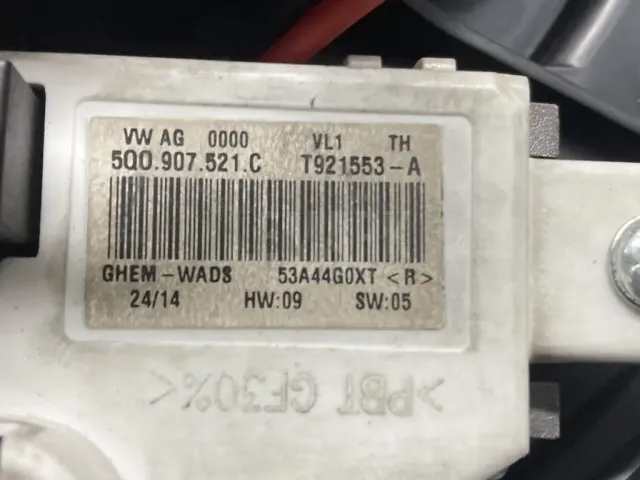 VW AG 0000 VL1 TH
5Q0.907.521.C T921553-A
GHEM-WAD8 53A44G0XT <R>
24/14 HW:09 SW:05
>PBT GF30%<